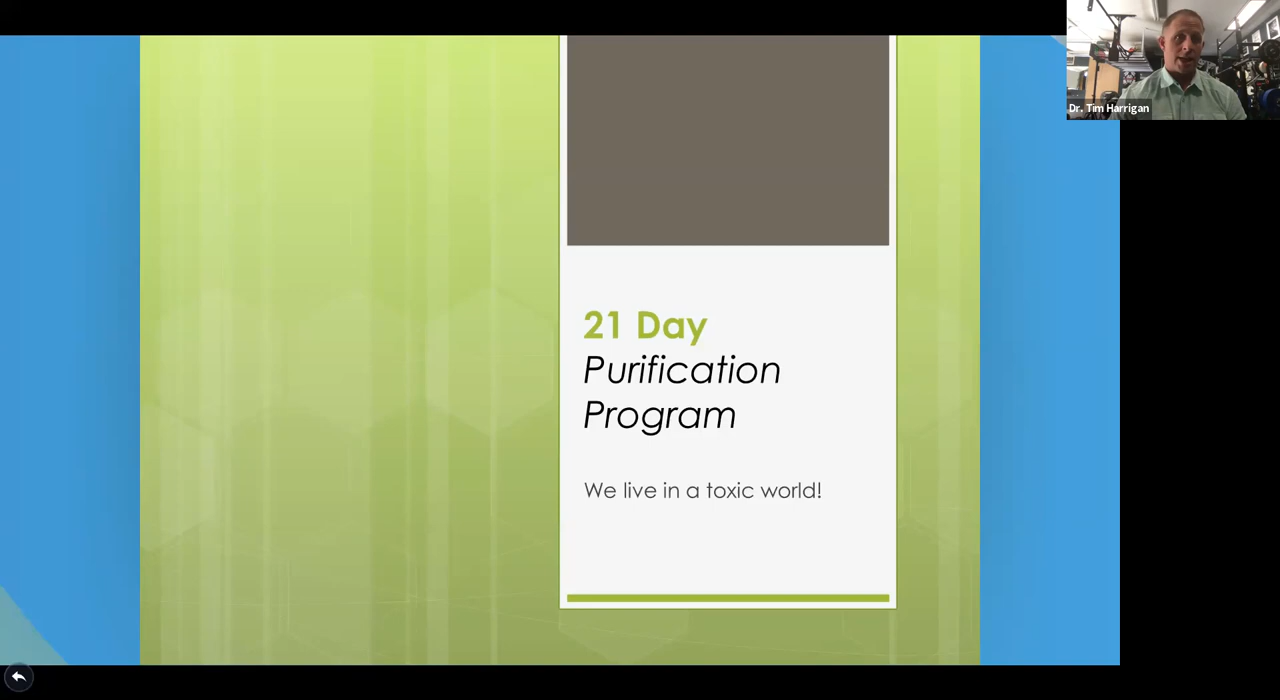 Dr. Tim Harrigan
21 Day
Purification
Program
We live in a toxic world!